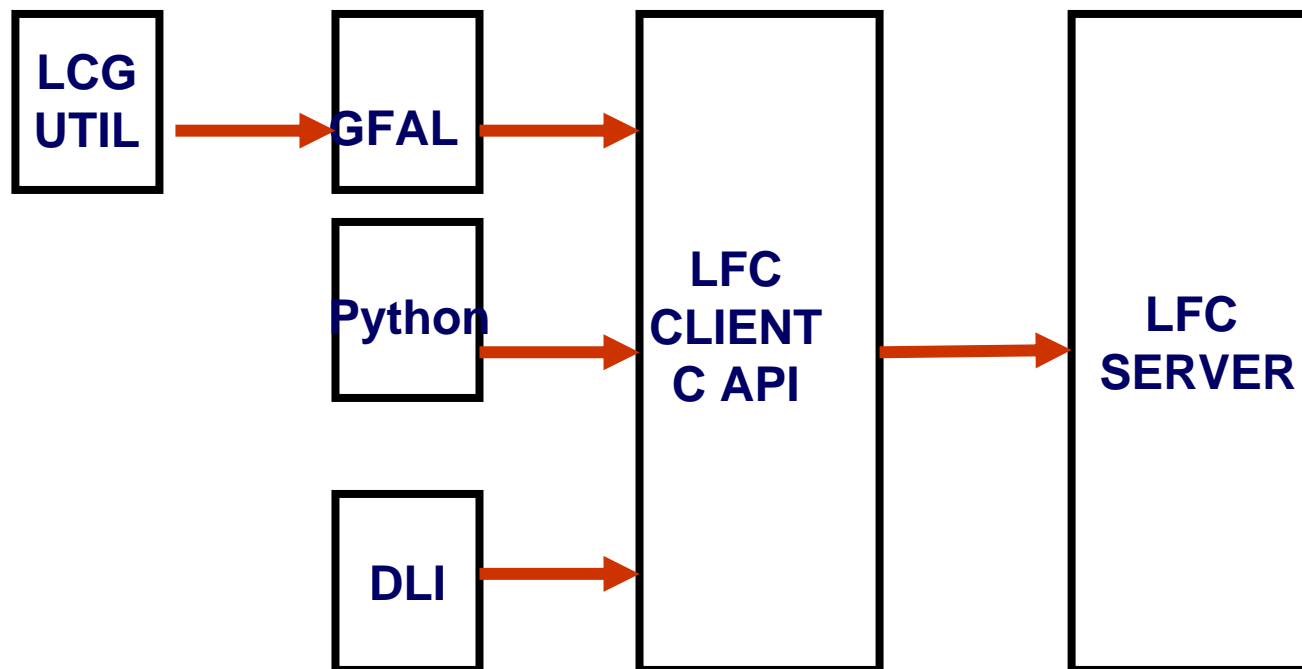 LCG
UTIL
GFAL
Python
DLI
LFC
CLIENT
C API
LFC
SERVER